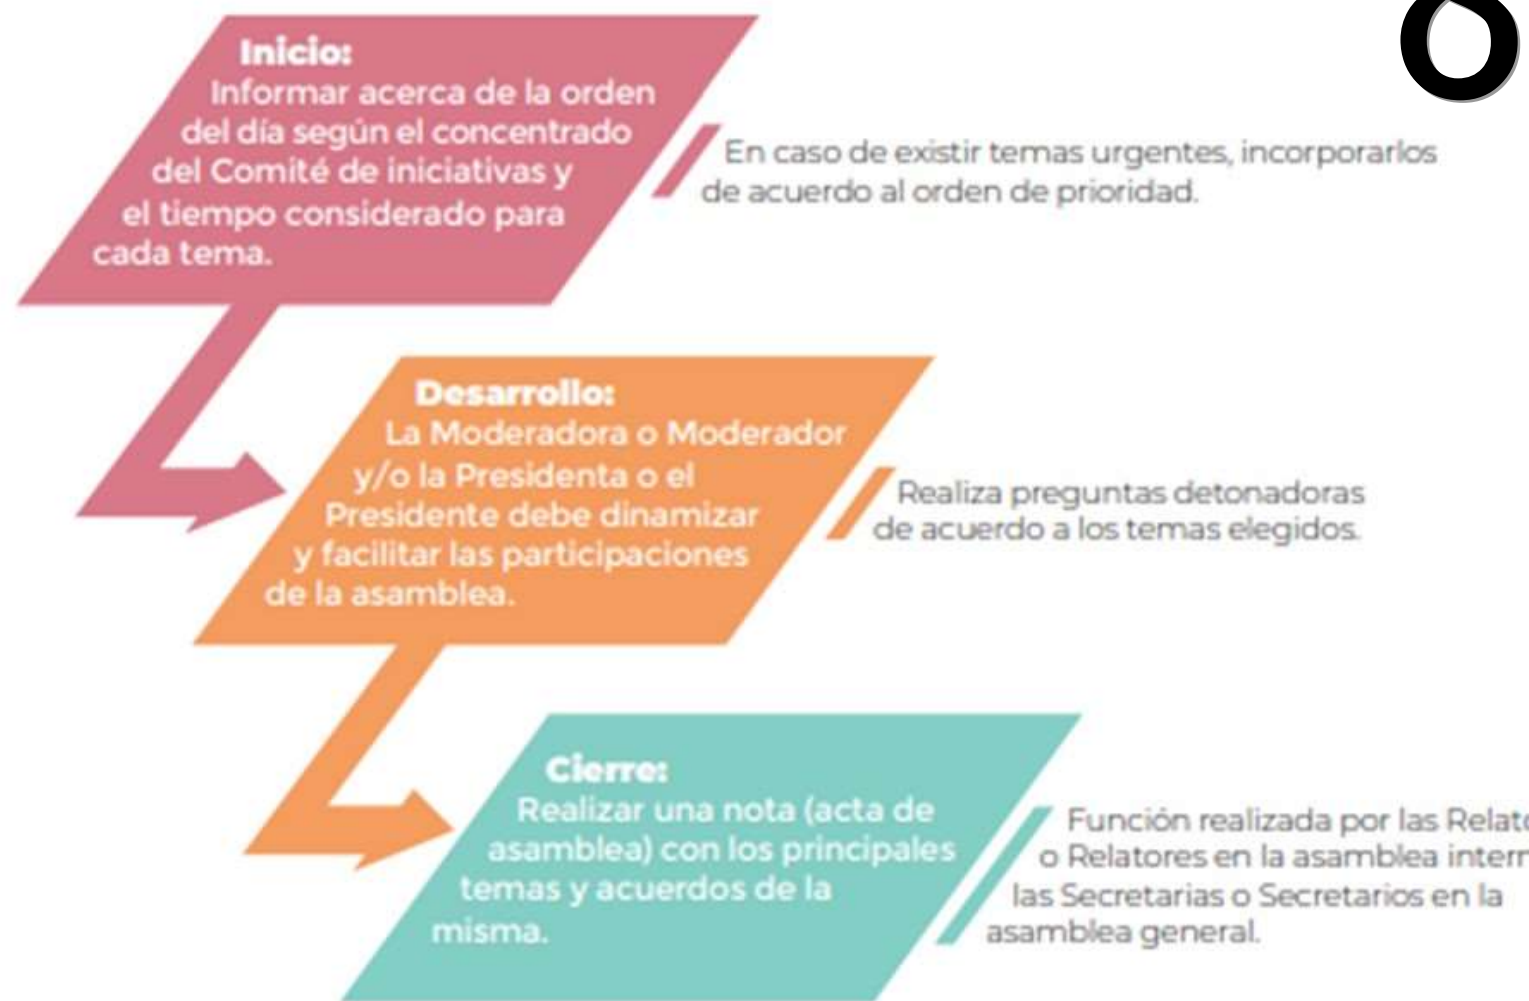 Inicio:
Informar acerca de la orden
del día según el concentrado
del Comité de iniciativas y
el tiempo considerado para
cada tema.
En caso de existir temas urgentes, incorporarlos
de acuerdo al orden de prioridad.
Desarrollo:
La Moderadora o Moderador
y/o la Presidenta o el
Presidente debe dinamizar
y facilitar las participaciones
de la asamblea.
Realiza preguntas detonadoras
de acuerdo a los temas elegidos.
Cierre:
Realizar una nota (acta de
asamblea) con los principales
temas y acuerdos de la
misma.
Función realizada por las
o Relatores en la asamblea
las Secretarias o Secretarios en la
asamblea general.